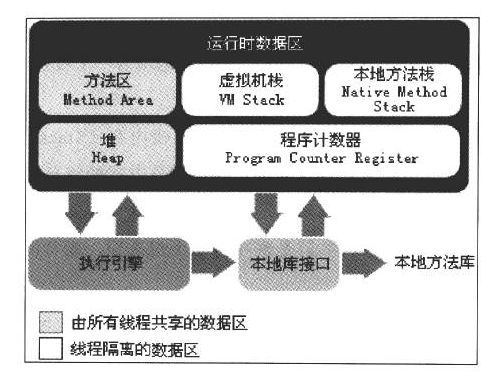 运行时数据区
方法区
Method Area
虚拟机栈
VM Stack
本地方法栈
Native Method
Stack
堆
Heap
程序计数器
Program Counter Register
执行引擎
本地库接口
本地方法库
由所有线程共享的数据区
线程隔离的数据区